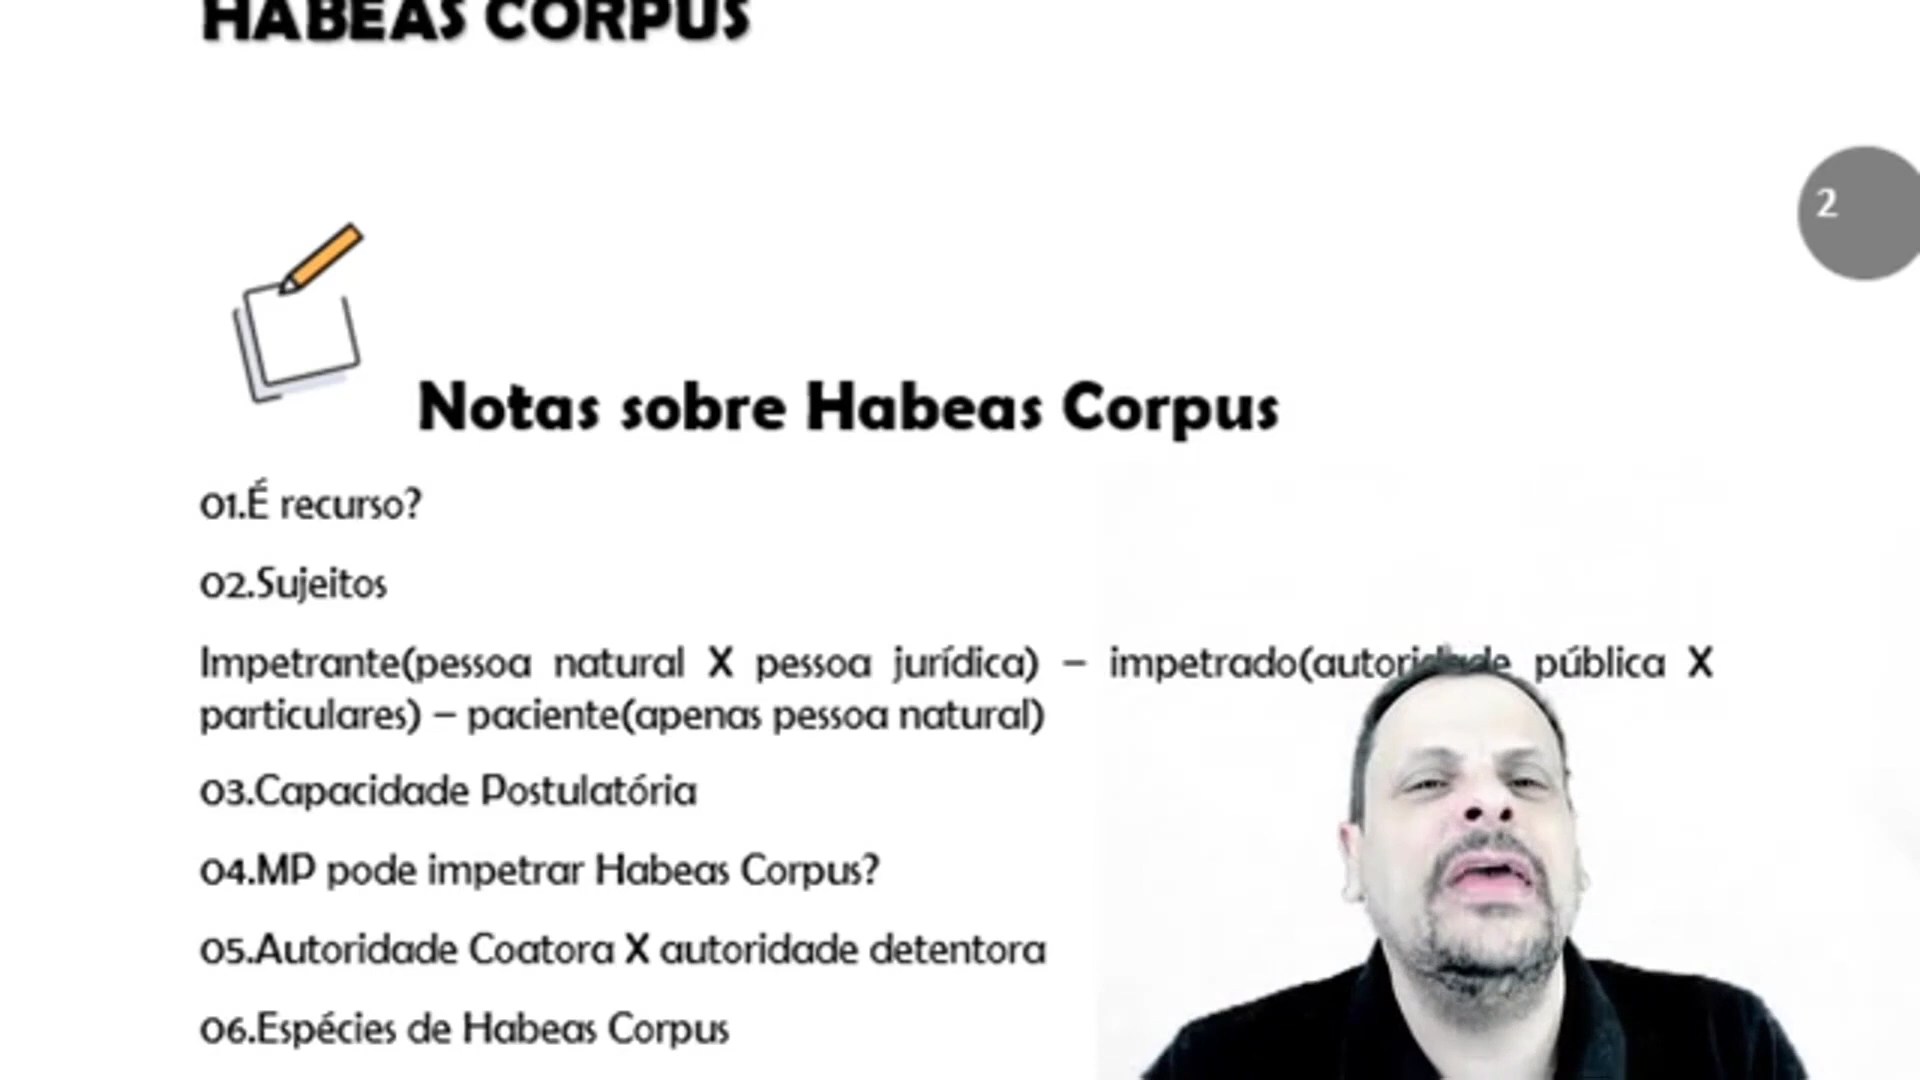 HABEAS CORPUS
2
Notas sobre Habeas Corpus
01.É recurso?
02.Sujeitos
Impetrante(pessoa natural X pessoa jurídica) – impetrado(autoridade pública X
particulares) – paciente(apenas pessoa natural)
03.Capacidade Postulatória
04.MP pode impetrar Habeas Corpus?
05.Autoridade Coatora X autoridade detentora
06.Espécies de Habeas Corpus